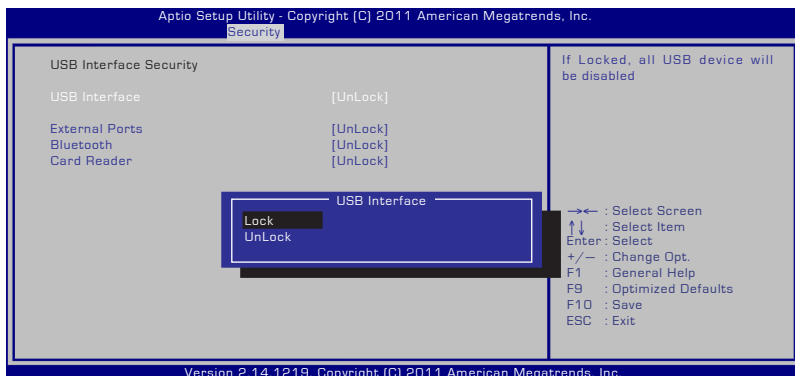 Aptio Setup Utility - Copyright (C) 2011 American Megatrends, Inc.
Security
USB Interface Security
USB Interface [UnLock]
External Ports [UnLock]
Bluetooth [UnLock]
Card Reader [UnLock]
USB Interface
Lock
UnLock
If Locked, all USB device will
be disabled
→← : Select Screen
↑↓ : Select Item
Enter : Select
+/— : Change Opt.
F1 : General Help
F9 : Optimized Defaults
F10 : Save
ESC : Exit
Version 2.14.1219. Copyright (C) 2011 American Megatrends, Inc.